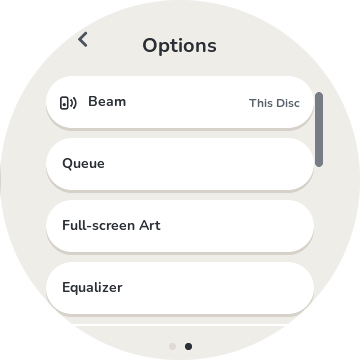 Options
Beam This Disc
Queue
Full-screen Art
Equalizer